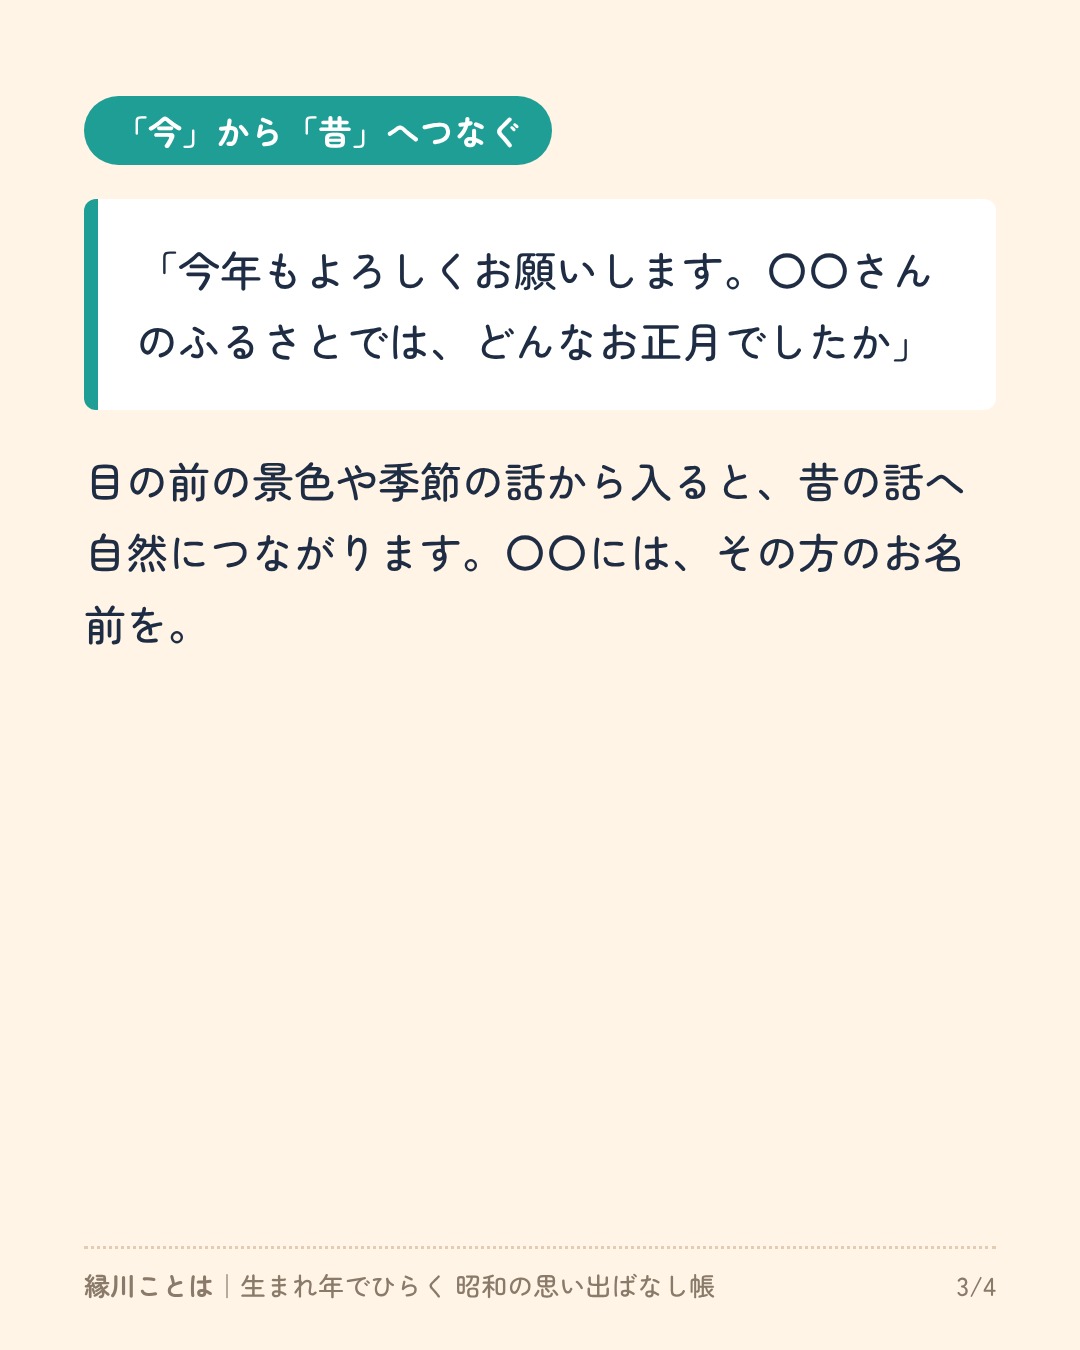 「今」から「昔」へつなぐ
「今年もよろしくお願いします。〇〇さん
のふるさとでは、どんなお正月でしたか」
目の前の景色や季節の話から入ると、昔の話へ
自然につながります。〇〇には、その方のお名
前を。
縁川ことは｜生まれ年でひらく 昭和の思い出ばなし帳
3/4